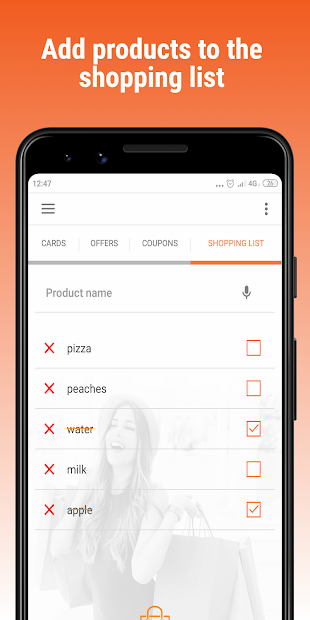 Add products to the
shopping list
12:47
4G
26
CARDS
OFFERS
COUPONS
SHOPPING LIST
Product name
pizza
peaches
water
milk
apple